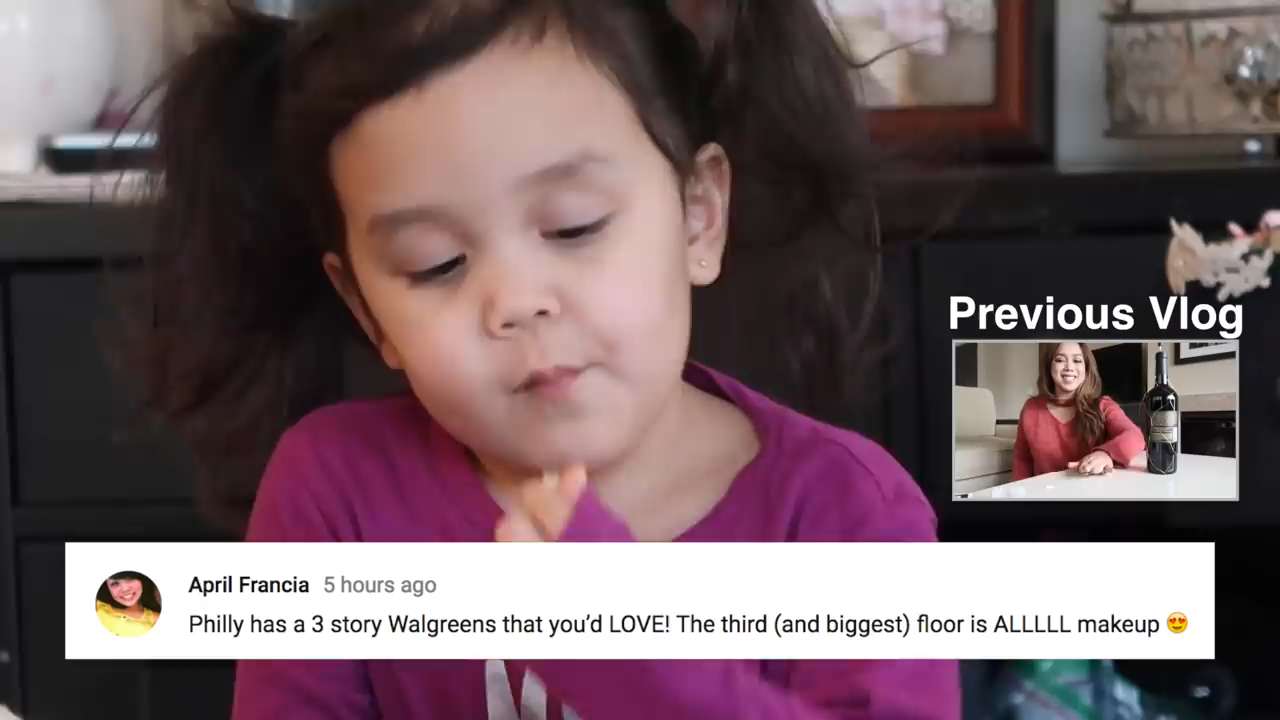 Previous Vlog
April Francia 5 hours ago
Philly has a 3 story Walgreens that you’d LOVE! The third (and biggest) floor is ALLLLL makeup 😍